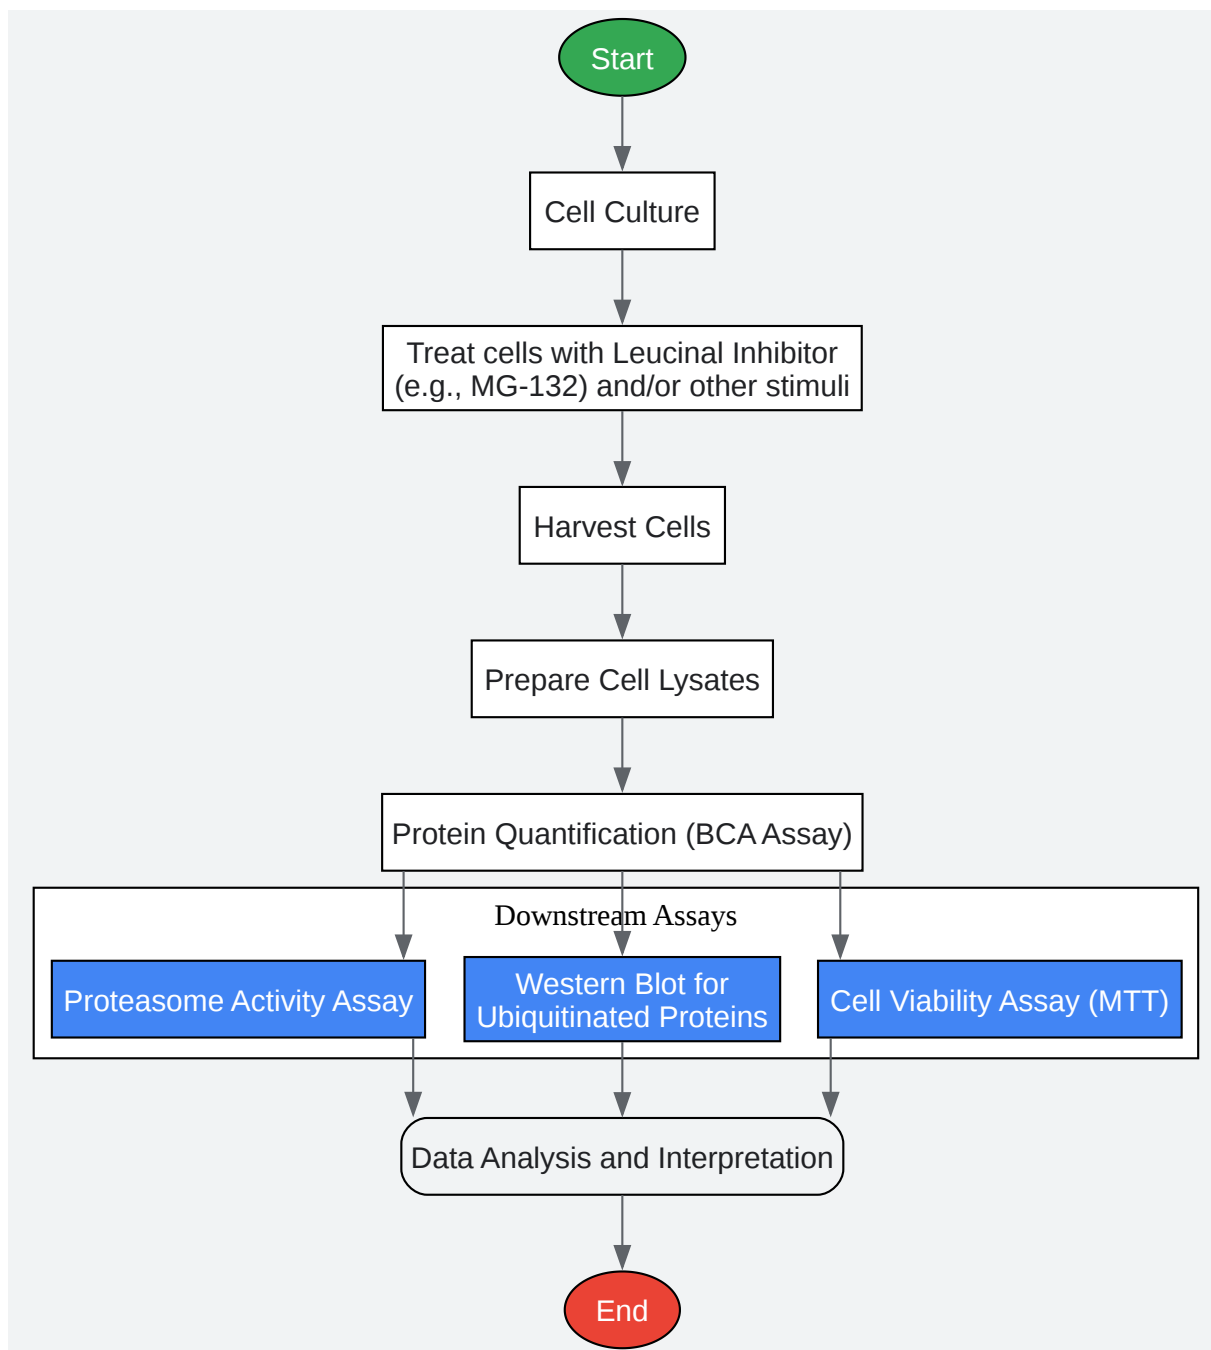 Start
Cell Culture
Treat cells with Leucinal Inhibitor
(e.g., MG-132) and/or other stimuli
Harvest Cells
Prepare Cell Lysates
Protein Quantification (BCA Assay)
Downstream Assays
Proteasome Activity Assay
Western Blot for
Ubiquitinated Proteins
Cell Viability Assay (MTT)
Data Analysis and Interpretation
End